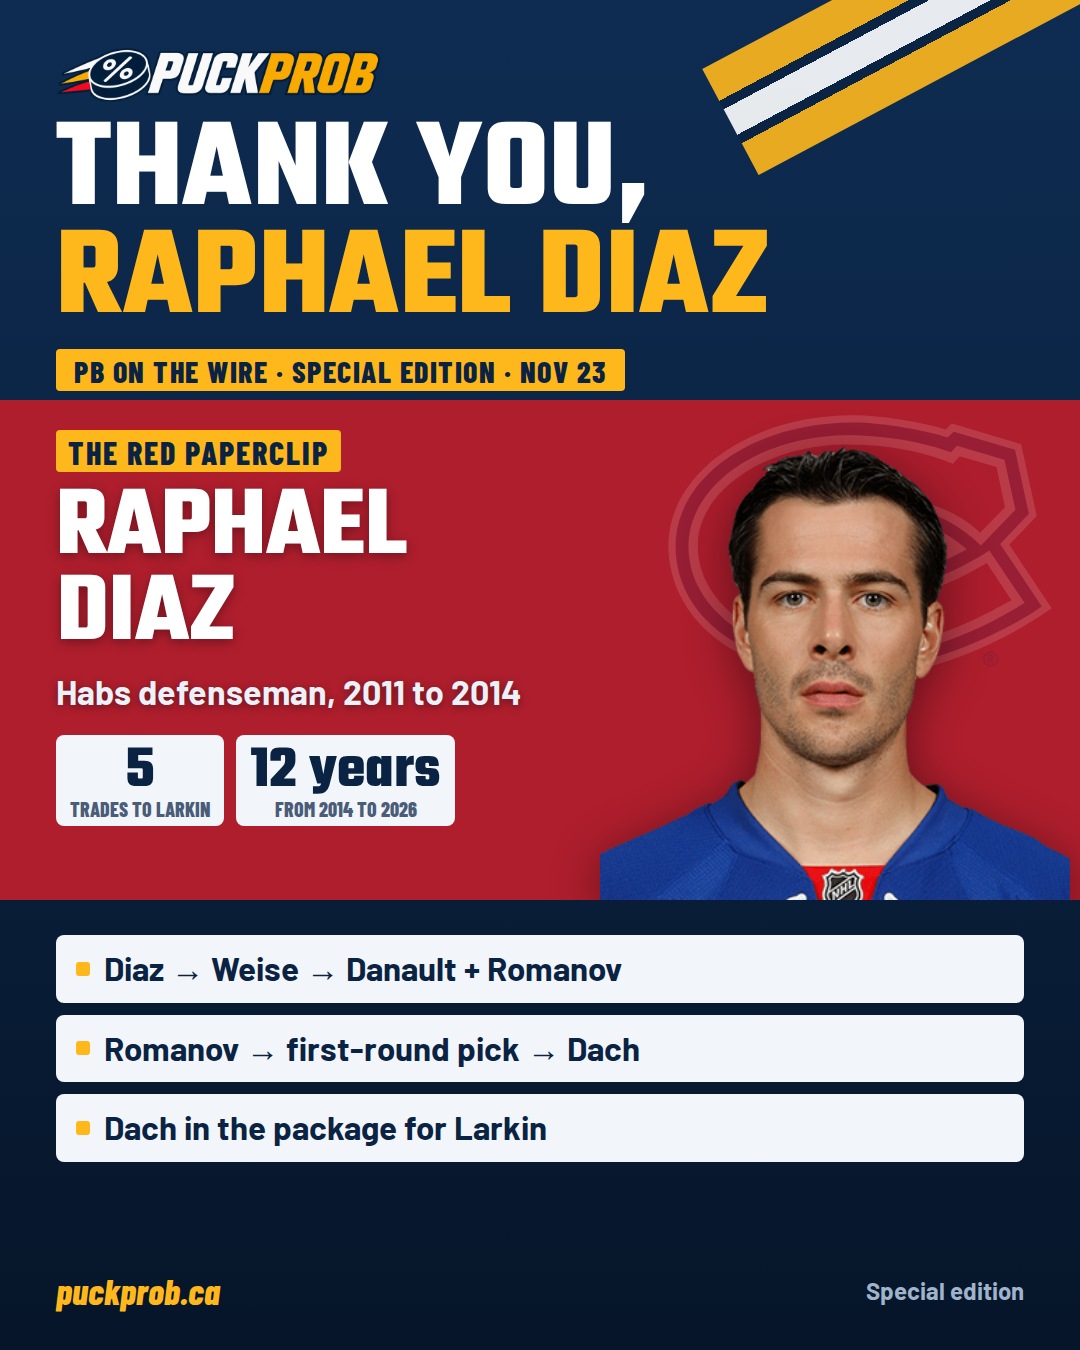 %PUCKPROB
THANK YOU,
RAPHAEL DIAZ
PB ON THE WIRE · SPECIAL EDITION · NOV 23
THE RED PAPERCLIP
RAPHAEL
DIAZ
Habs defenseman, 2011 to 2014
5
TRADES TO LARKIN
12 years
FROM 2014 TO 2026
®
NHL
Diaz → Weise → Danault + Romanov
Romanov → first-round pick → Dach
Dach in the package for Larkin
puckprob.ca
Special edition